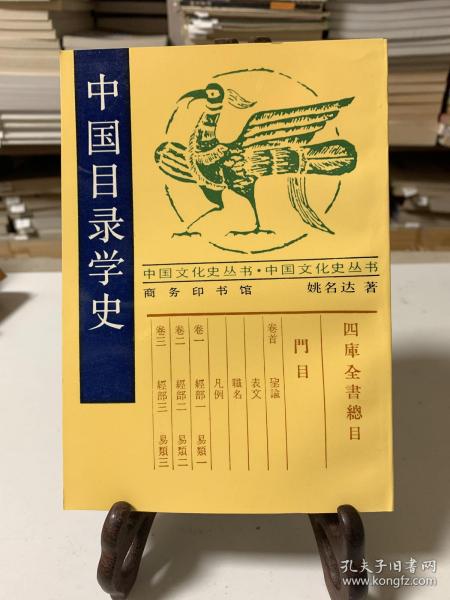 中国目录学史
中国文化史丛书·中国文化史丛书
商务印书馆 姚名达 著
四庫全書總目
門目
卷首 聖諭
表文
職名
凡例
卷一 經部一 易類一
卷二 經部二 易類二
卷三 經部三 易類三
孔夫子旧书网
www.kongfz.com